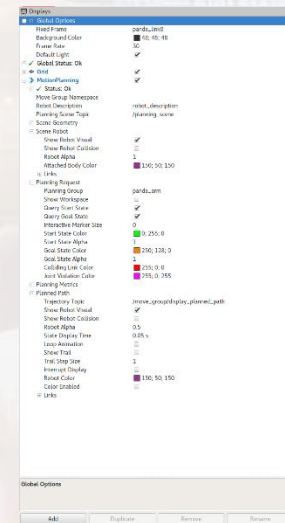 Displays
Global Options
Fixed Frame panda_link0
Background Color 48; 48; 48
Frame Rate 30
Default Light
Global Status: Ok
Grid
MotionPlanning
Status: Ok
Move Group Namespace
Robot Description robot_description
Planning Scene Topic /planning_scene
Scene Geometry
Scene Robot
Show Robot Visual
Show Robot Collision
Robot Alpha 1
Attached Body Color 150; 50; 150
Links
Planning Request
Planning Group panda_arm
Show Workspace
Query Start State
Query Goal State
Interactive Marker Size 0
Start State Color 0; 255; 0
Start State Alpha 1
Goal State Color 250; 128; 0
Goal State Alpha 1
Colliding Link Color 255; 0; 0
Joint Violation Color 255; 0; 255
Planning Metrics
Planned Path
Trajectory Topic /move_group/display_planned_path
Show Robot Visual
Show Robot Collision
Robot Alpha 0.5
State Display Time 0.05 s
Loop Animation
Show Trail
Trail Step Size 1
Interrupt Display
Robot Color 150; 50; 150
Color Enabled
Links
Global Options
Add Duplicate Remove Rename